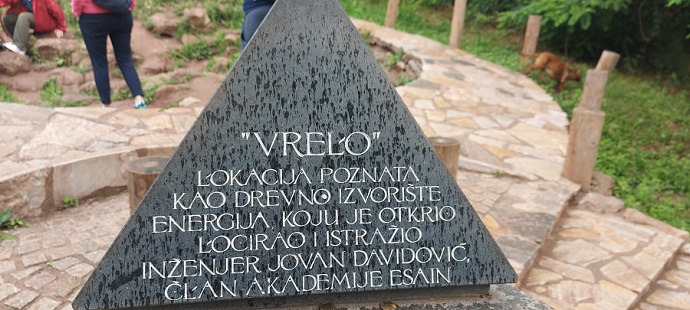 "VRELO"
LOKACIJA POZNATA
KAO DREVNO IZVORIŠTE
ENERGIJA, KOJU JE OTKRIO
LOCIRAO I ISTRAŽIO
INŽENJER JOVAN DAVIDOVIĆ,
ČLAN AKADEMIJE ESAIN